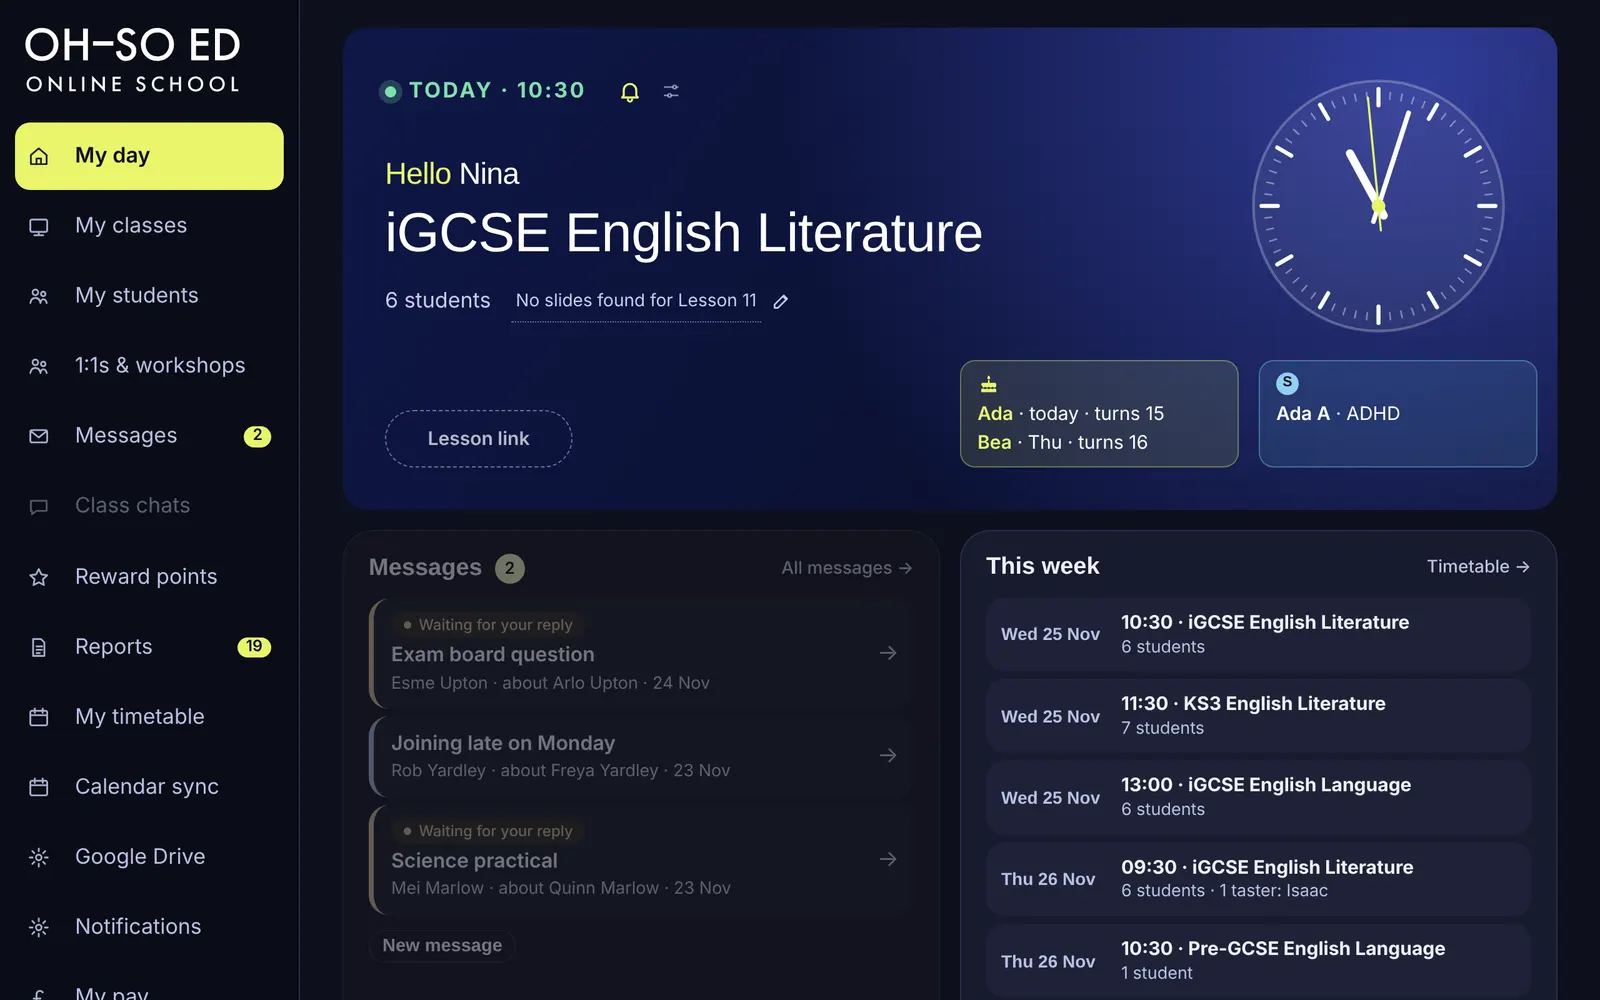 OH-SO ED
ONLINE SCHOOL
My day
My classes
My students
1:1s & workshops
Messages 2
Class chats
Reward points
Reports 19
My timetable
Calendar sync
Google Drive
Notifications
My pay
TODAY · 10:30
Hello Nina
iGCSE English Literature
6 students No slides found for Lesson 11
Lesson link
Ada · today · turns 15
Bea · Thu · turns 16
S
Ada A · ADHD
Messages 2 All messages →
• Waiting for your reply
Exam board question
Esme Upton · about Arlo Upton · 24 Nov
Joining late on Monday
Rob Yardley · about Freya Yardley · 23 Nov
• Waiting for your reply
Science practical
Mei Marlow · about Quinn Marlow · 23 Nov
New message
This week Timetable →
Wed 25 Nov
10:30 · iGCSE English Literature
6 students
Wed 25 Nov
11:30 · KS3 English Literature
7 students
Wed 25 Nov
13:00 · iGCSE English Language
6 students
Thu 26 Nov
09:30 · iGCSE English Literature
6 students · 1 taster: Isaac
Thu 26 Nov
10:30 · Pre-GCSE English Language
1 student